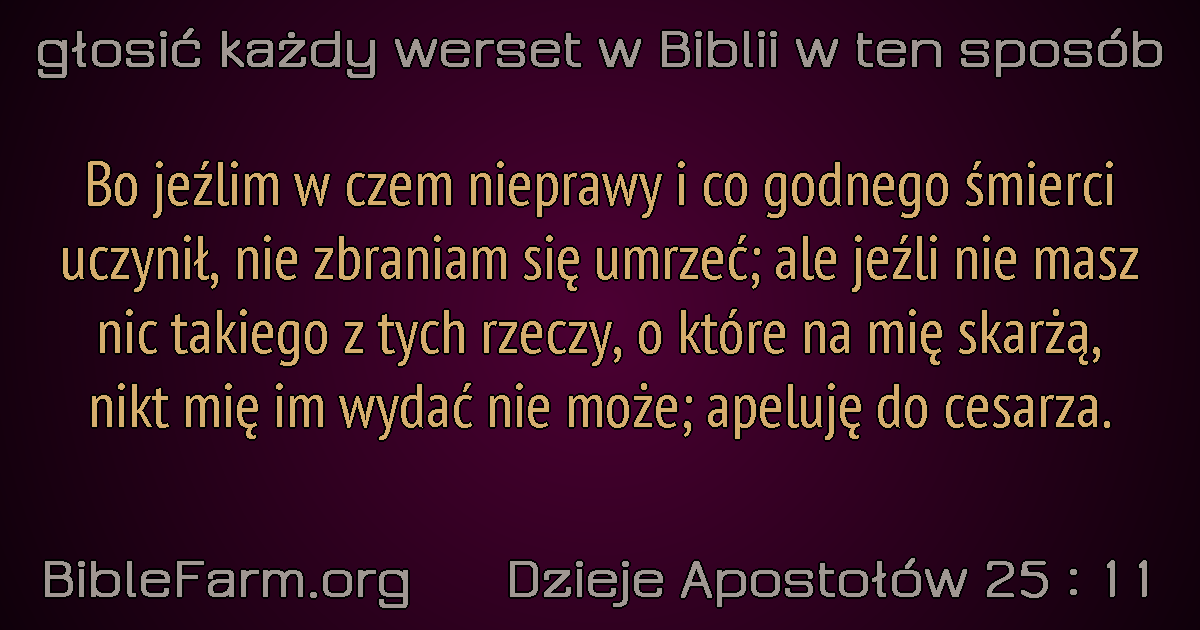 głosić każdy werset w Biblii w ten sposób
Bo jeźlim w czem nieprawy i co godnego śmierci
uczynił, nie zbraniam się umrzeć; ale jeźli nie masz
nic takiego z tych rzeczy, o które na mię skarżą,
nikt mię im wydać nie może; apeluję do cesarza.
BibleFarm.org Dzieje Apostołów 25 : 11